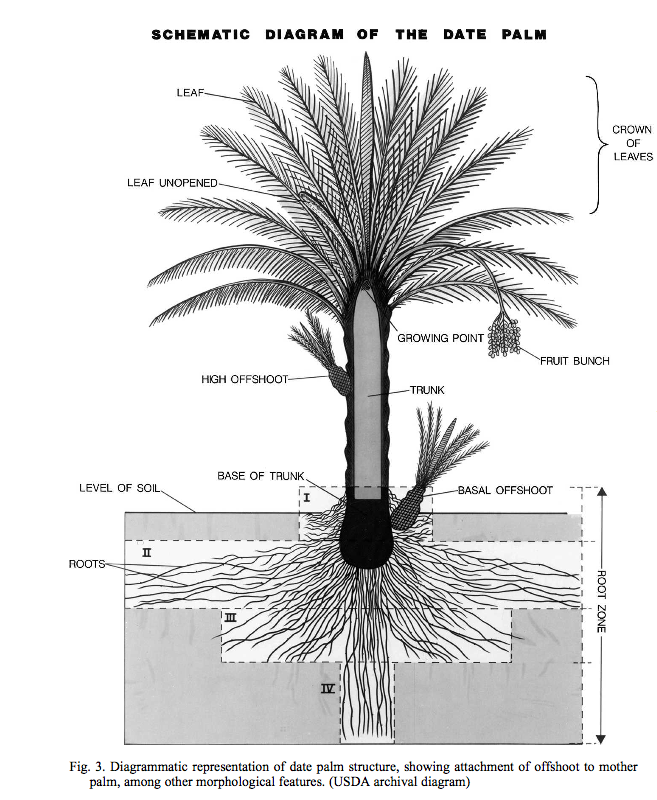 SCHEMATIC DIAGRAM OF THE DATE PALM
LEAF
CROWN
OF
LEAVES
LEAF UNOPENED
GROWING POINT
FRUIT BUNCH
HIGH OFFSHOOT
TRUNK
BASE OF TRUNK
LEVEL OF SOIL
BASAL OFFSHOOT
I
II
ROOTS
ROOT ZONE
III
IV
Fig. 3. Diagrammatic representation of date palm structure, showing attachment of offshoot to mother
palm, among other morphological features. (USDA archival diagram)